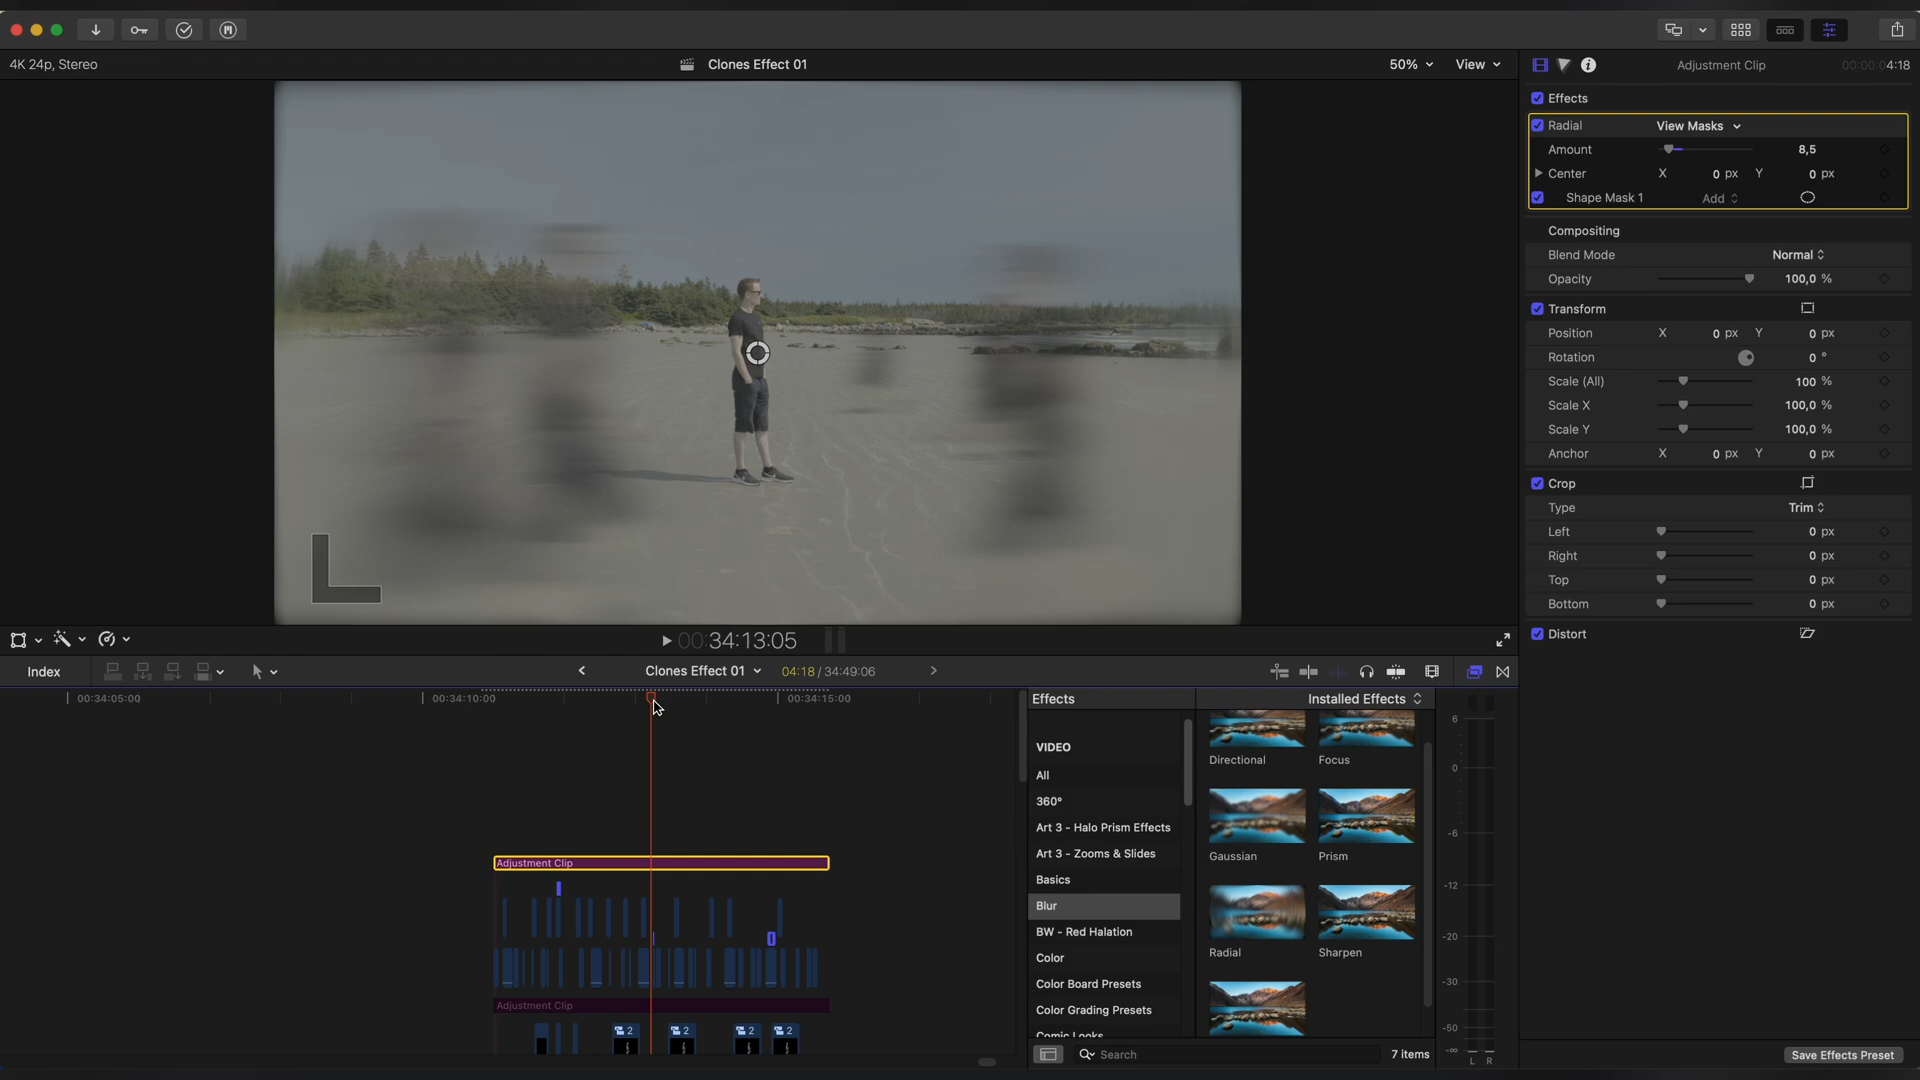 4K 24p, Stereo
Clones Effect 01
50%
View
Adjustment Clip
00:00:04:18
Effects
Radial
View Masks
Amount
8,5
Center
X
0 px
Y
0 px
Shape Mask 1
Add
Compositing
Blend Mode
Normal
Opacity
100,0 %
Transform
Position
X
0 px
Y
0 px
Rotation
0 °
Scale (All)
100 %
Scale X
100,0 %
Scale Y
100,0 %
Anchor
X
0 px
Y
0 px
Crop
Type
Trim
Left
0 px
Right
0 px
Top
0 px
Bottom
0 px
Distort
00:34:13:05
Index
Clones Effect 01
04:18 / 34:49:06
00:34:05:00
00:34:10:00
00:34:15:00
Adjustment Clip
Adjustment Clip
2
2
2
2
Effects
Installed Effects
VIDEO
All
360°
Art 3 - Halo Prism Effects
Art 3 - Zooms & Slides
Basics
Blur
BW - Red Halation
Color
Color Board Presets
Color Grading Presets
Comic Looks
Directional
Focus
Gaussian
Prism
Radial
Sharpen
Search
7 items
6
0
-6
-12
-20
-30
-50
-∞
L R
Save Effects Preset